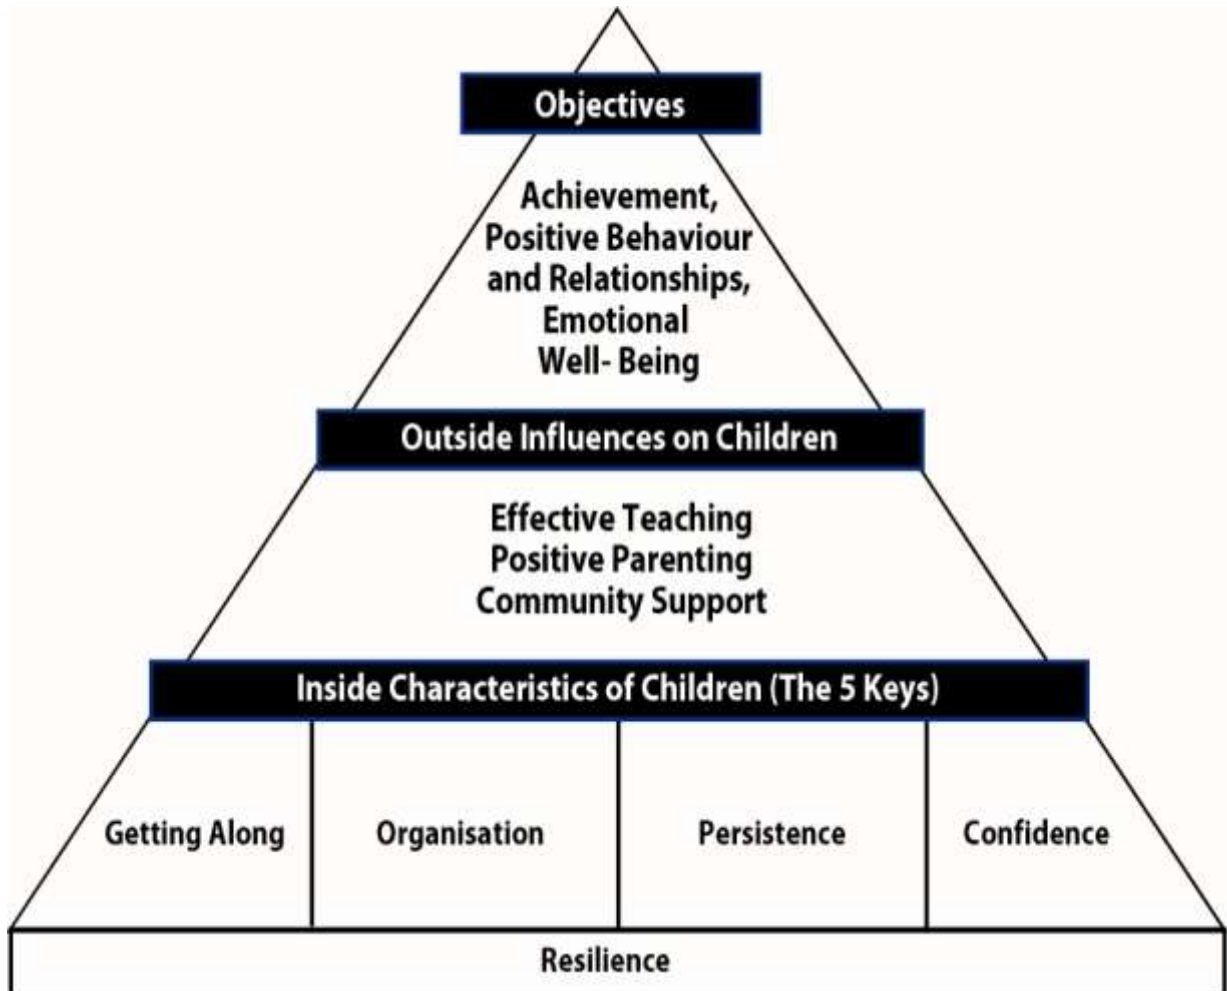 Objectives
Achievement,
Positive Behaviour
and Relationships,
Emotional
Well- Being
Outside Influences on Children
Effective Teaching
Positive Parenting
Community Support
Inside Characteristics of Children (The 5 Keys)
Getting Along Organisation Persistence Confidence
Resilience